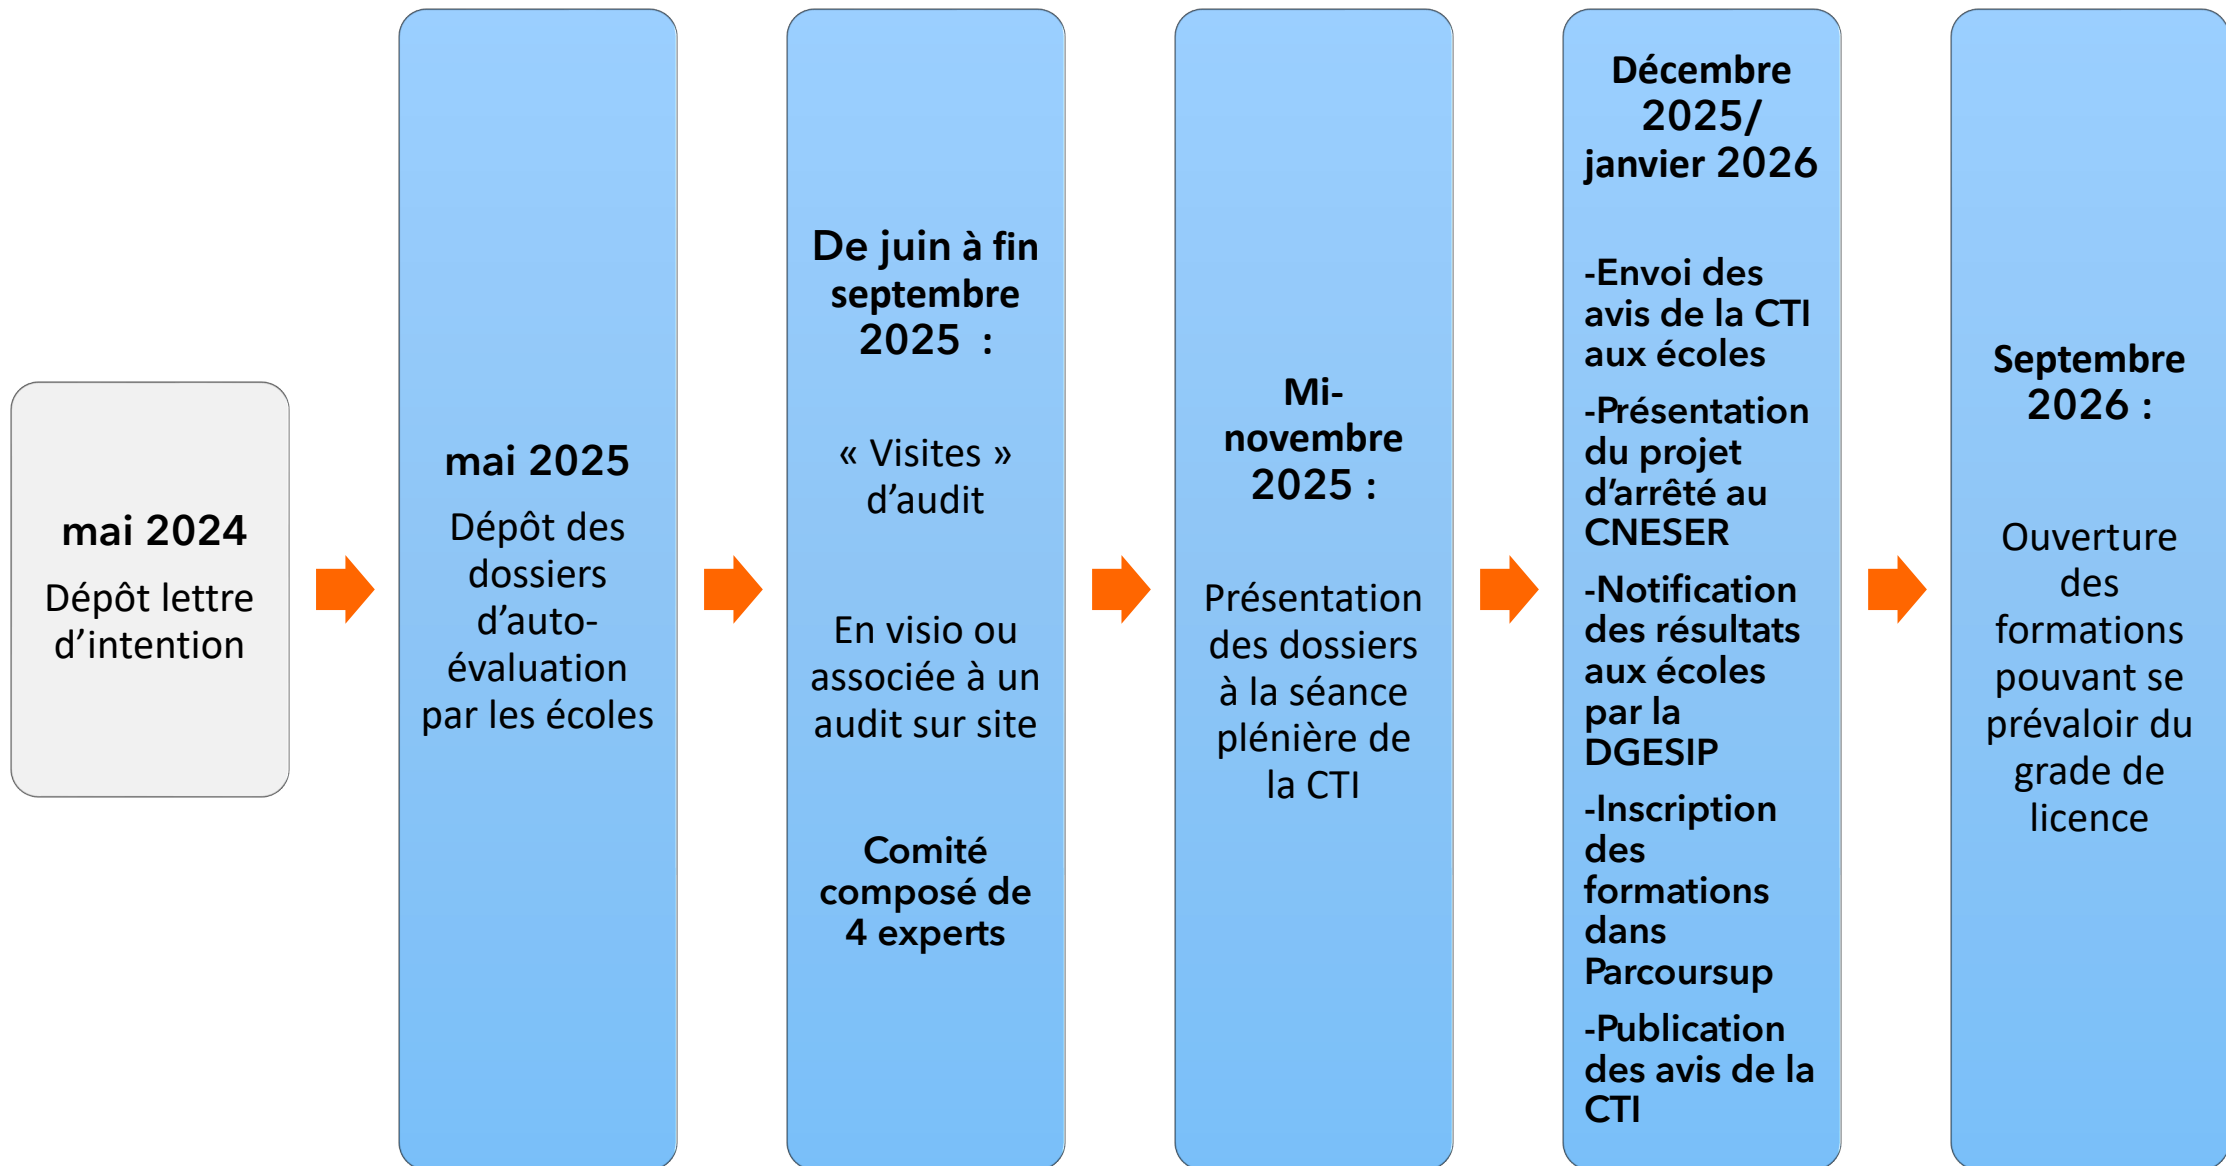 mai 2024
Dépôt lettre
d’intention
mai 2025
Dépôt des
dossiers
d’auto-
évaluation
par les écoles
De juin à fin
septembre
2025  :
« Visites »
d’audit
En visio ou
associée à un
audit sur site
Comité
composé de
4 experts
Mi-
novembre
2025 :
Présentation
des dossiers
à la séance
plénière de
la CTI
Décembre
2025/
janvier 2026
-Envoi des
avis de la CTI
aux écoles
-Présentation
du projet
d’arrêté au
CNESER
-Notification
des résultats
aux écoles
par la
DGESIP
-Inscription
des
formations
dans
Parcoursup
-Publication
des avis de la
CTI
Septembre
2026 :
Ouverture
des
formations
pouvant se
prévaloir du
grade de
licence